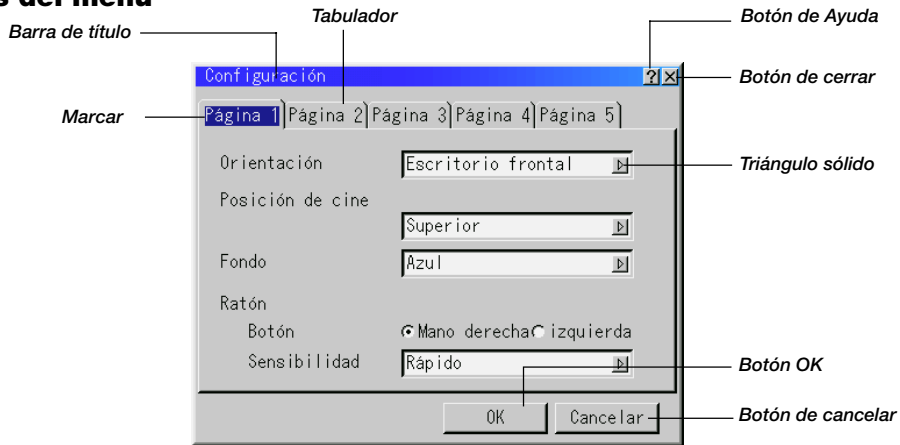 s del menú
Tabulador
Botón de Ayuda
Barra de título
Configuración
Botón de cerrar
Marcar
Página 1 Página 2 Página 3 Página 4 Página 5
Orientación Escritorio frontal
Triángulo sólido
Posición de cine
Superior
Fondo Azul
Ratón
Botón Mano derecha izquierda
Sensibilidad Rápido
Botón OK
OK Cancelar
Botón de cancelar